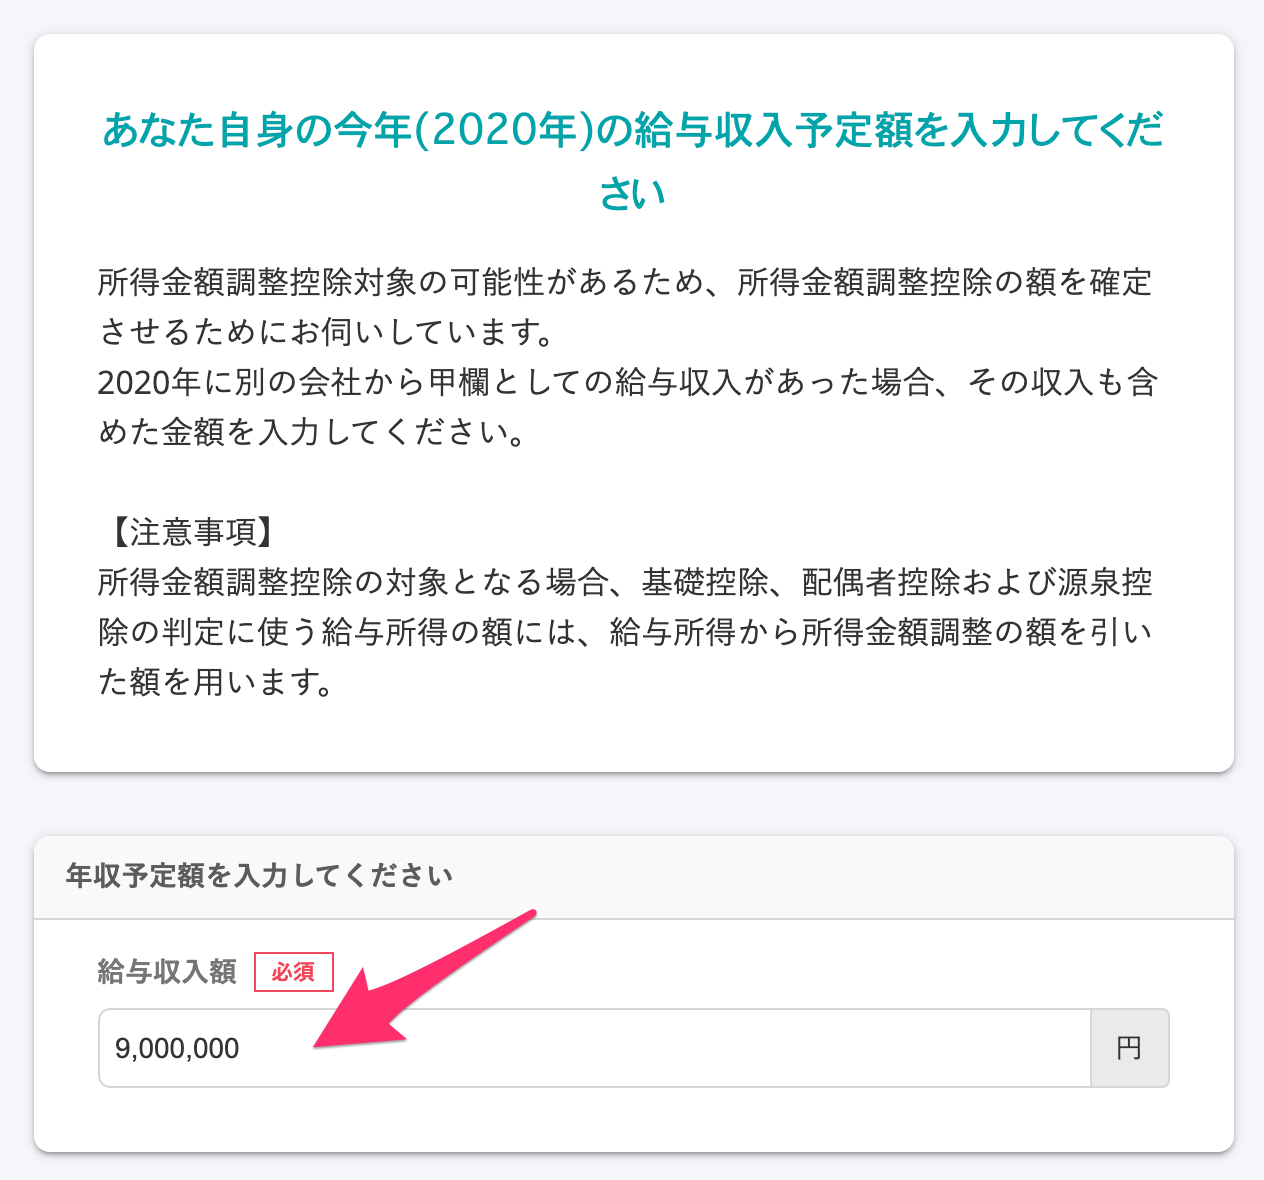 あなた自身の今年(2020年)の給与収入予定額を入力してくだ
さい
所得金額調整控除対象の可能性があるため、所得金額調整控除の額を確定
させるためにお伺いしています。
2020年に別の会社から甲欄としての給与収入があった場合、その収入も含
めた金額を入力してください。
【注意事項】
所得金額調整控除の対象となる場合、基礎控除、配偶者控除および源泉控
除の判定に使う給与所得の額には、給与所得から所得金額調整の額を引い
た額を用います。
年収予定額を入力してください
給与収入額 必須
9,000,000 円